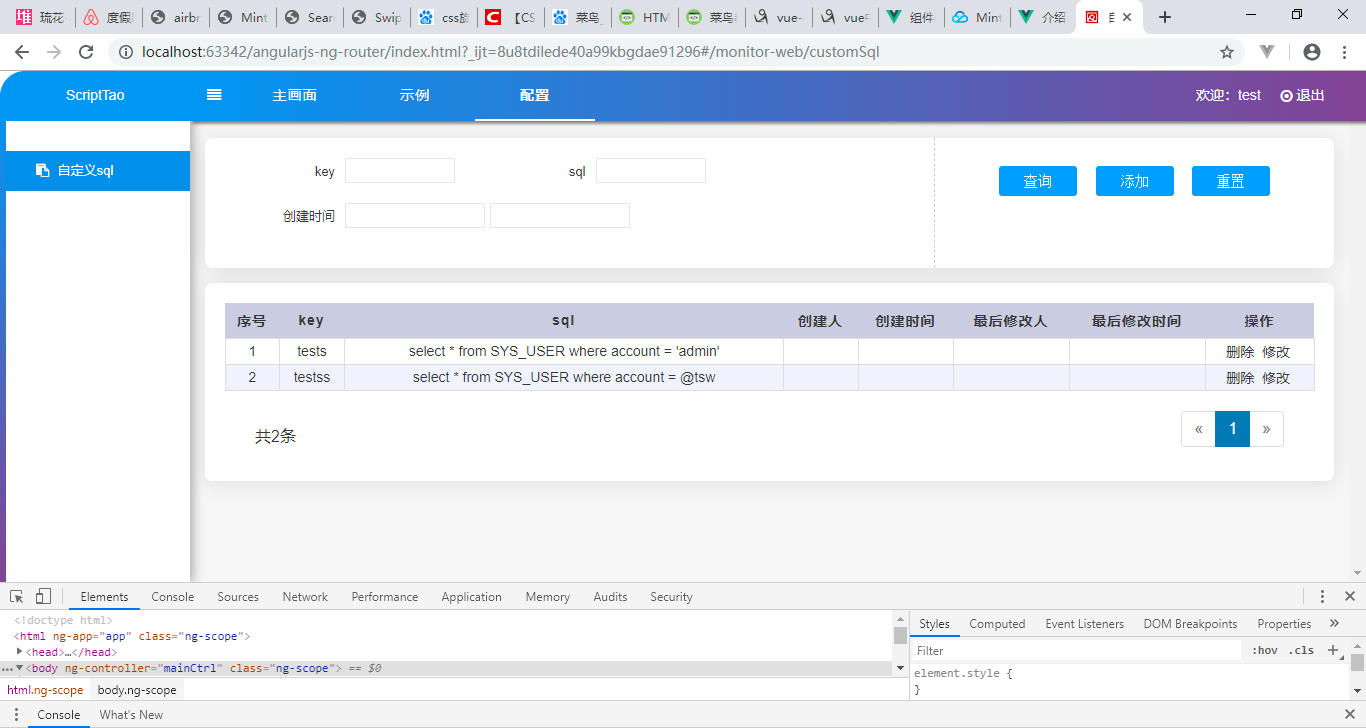 琉花 度假 airbr Mint Sear Swip css旋 【CS 菜鸟 HTM 菜鸟 vue- vueF 组件 Mint 介绍
localhost:63342/angularjs-ng-router/index.html?_ijt=8u8tdilede40a99kbgdae91296#/monitor-web/customSql
ScriptTao 主画面 示例 配置 欢迎：test 退出
自定义sql
key sql 查询 添加 重置
创建时间
序号 key sql 创建人 创建时间 最后修改人 最后修改时间 操作
1 tests select * from SYS_USER where account = 'admin' 删除 修改
2 testss select * from SYS_USER where account = @tsw 删除 修改
共2条 « 1 »
Elements Console Sources Network Performance Application Memory Audits Security
<!doctype html>
<html ng-app="app" class="ng-scope">
<head>…</head>
<body ng-controller="mainCtrl" class="ng-scope"> == $0
html.ng-scope body.ng-scope
Styles Computed Event Listeners DOM Breakpoints Properties »
Filter :hov .cls +
element.style {
}
Console What's New